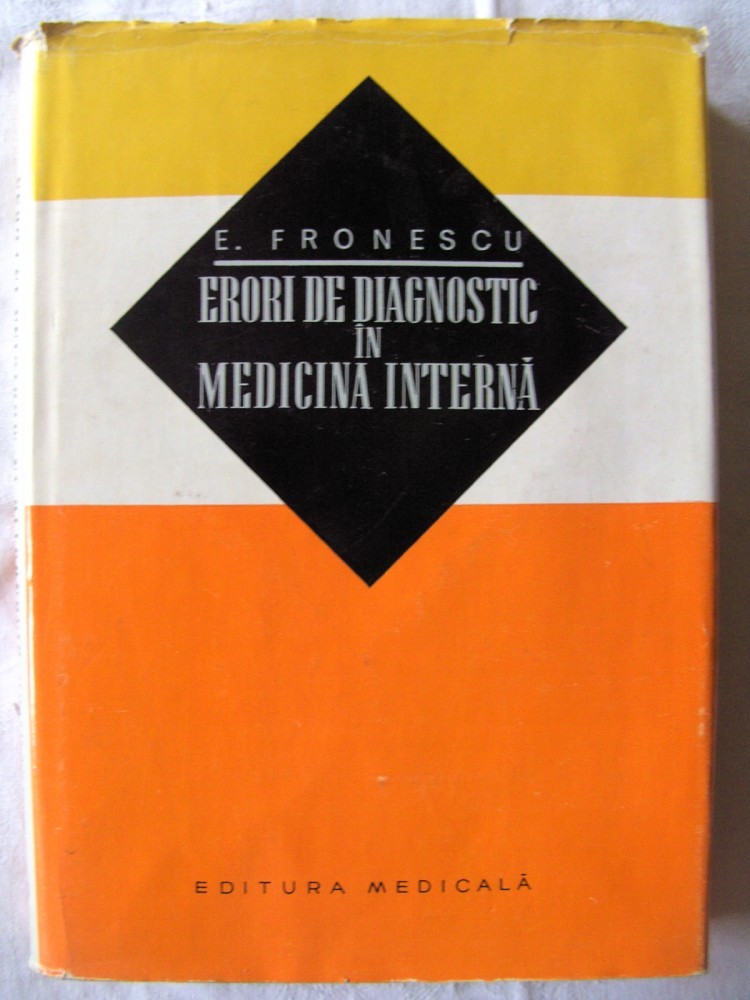 E. FRONESCU
ERORI DE DIAGNOSTIC
ÎN
MEDICINA INTERNĂ
EDITURA MEDICALĂ